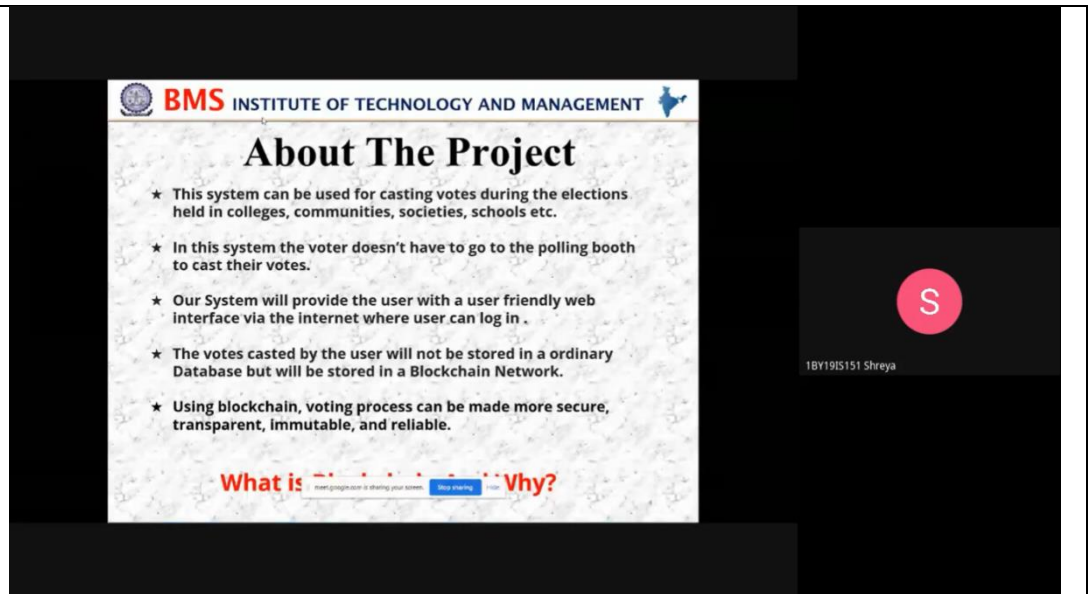 BMS INSTITUTE OF TECHNOLOGY AND MANAGEMENT
About The Project
★ This system can be used for casting votes during the elections
held in colleges, communities, societies, schools etc.
★ In this system the voter doesn't have to go to the polling booth
to cast their votes.
★ Our System will provide the user with a user friendly web
interface via the internet where user can log in .
★ The votes casted by the user will not be stored in a ordinary
Database but will be stored in a Blockchain Network.
★ Using blockchain, voting process can be made more secure,
transparent, immutable, and reliable.
What is Why?
meet.google.com is sharing your screen. Stop sharing Hide
S
1BY19IS151 Shreya